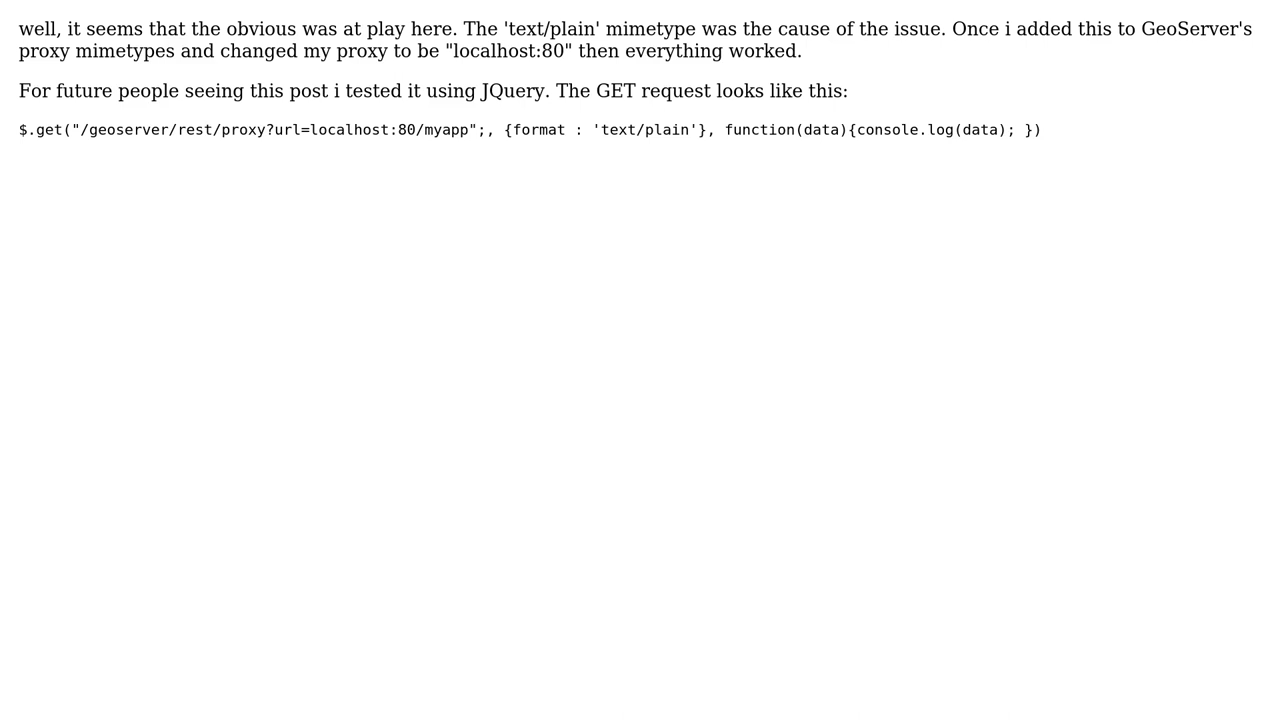 well, it seems that the obvious was at play here. The 'text/plain' mimetype was the cause of the issue. Once i added this to GeoServer's
proxy mimetypes and changed my proxy to be "localhost:80" then everything worked.
For future people seeing this post i tested it using JQuery. The GET request looks like this:
$.get("/geoserver/rest/proxy?url=localhost:80/myapp";, {format : 'text/plain'}, function(data){console.log(data); })